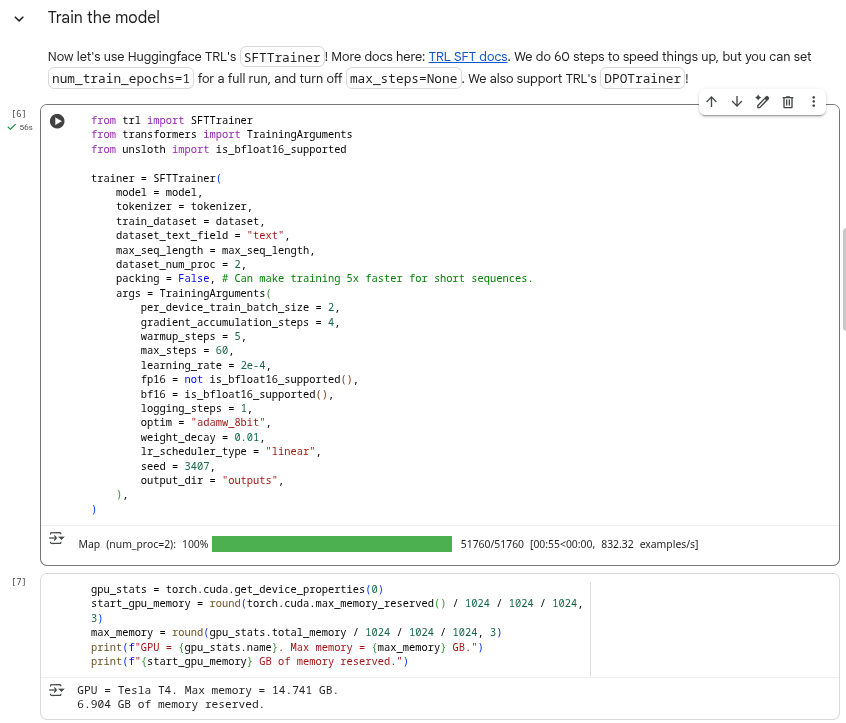 Train the model
Now let's use Huggingface TRL's SFTTrainer! More docs here: TRL SFT docs. We do 60 steps to speed things up, but you can set
num_train_epochs=1 for a full run, and turn off max_steps=None. We also support TRL's DPOTrainer!
[6]
56s
from trl import SFTTrainer
from transformers import TrainingArguments
from unsloth import is_bfloat16_supported
trainer = SFTTrainer(
    model = model,
    tokenizer = tokenizer,
    train_dataset = dataset,
    dataset_text_field = "text",
    max_seq_length = max_seq_length,
    dataset_num_proc = 2,
    packing = False, # Can make training 5x faster for short sequences.
    args = TrainingArguments(
        per_device_train_batch_size = 2,
        gradient_accumulation_steps = 4,
        warmup_steps = 5,
        max_steps = 60,
        learning_rate = 2e-4,
        fp16 = not is_bfloat16_supported(),
        bf16 = is_bfloat16_supported(),
        logging_steps = 1,
        optim = "adamw_8bit",
        weight_decay = 0.01,
        lr_scheduler_type = "linear",
        seed = 3407,
        output_dir = "outputs",
    ),
)
Map (num_proc=2): 100% 51760/51760 [00:55<00:00, 832.32 examples/s]
[7]
gpu_stats = torch.cuda.get_device_properties(0)
start_gpu_memory = round(torch.cuda.max_memory_reserved() / 1024 / 1024 / 1024,
3)
max_memory = round(gpu_stats.total_memory / 1024 / 1024 / 1024, 3)
print(f"GPU = {gpu_stats.name}. Max memory = {max_memory} GB.")
print(f"{start_gpu_memory} GB of memory reserved.")
GPU = Tesla T4. Max memory = 14.741 GB.
6.904 GB of memory reserved.